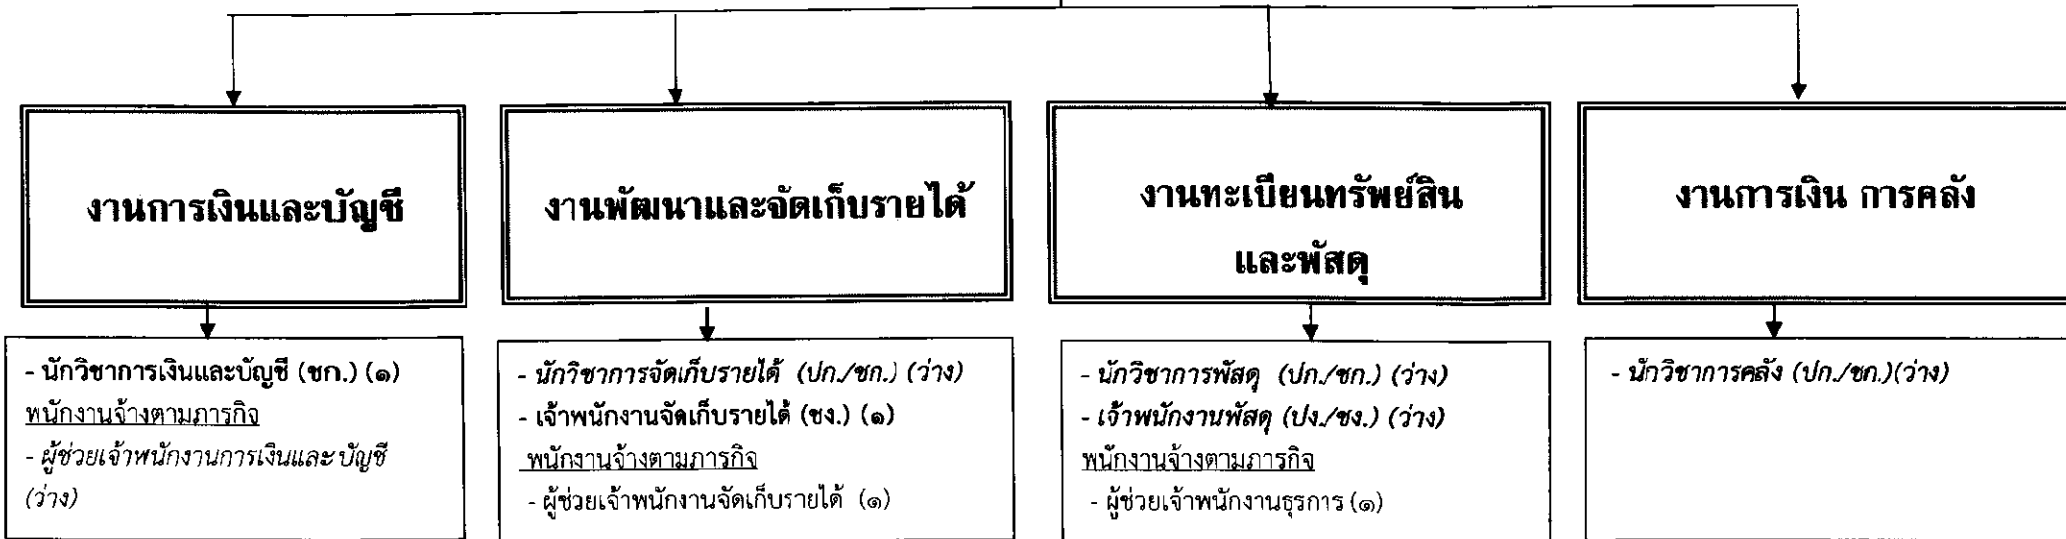 งานการเงินและบัญชี
งานพัฒนาและจัดเก็บรายได้
งานทะเบียนทรัพย์สิน
และพัสดุ
งานการเงิน การคลัง
- นักวิชาการเงินและบัญชี (ชก.) (๑)
พนักงานจ้างตามภารกิจ
- ผู้ช่วยเจ้าพนักงานการเงินและบัญชี
(ว่าง)
- นักวิชาการจัดเก็บรายได้ (ปก./ชก.) (ว่าง)
- เจ้าพนักงานจัดเก็บรายได้ (ชง.) (๑)
พนักงานจ้างตามภารกิจ
- ผู้ช่วยเจ้าพนักงานจัดเก็บรายได้ (๑)
- นักวิชาการพัสดุ (ปก./ชก.) (ว่าง)
- เจ้าพนักงานพัสดุ (ปง./ชง.) (ว่าง)
พนักงานจ้างตามภารกิจ
- ผู้ช่วยเจ้าพนักงานธุรการ (๑)
- นักวิชาการคลัง (ปก./ชก.)(ว่าง)